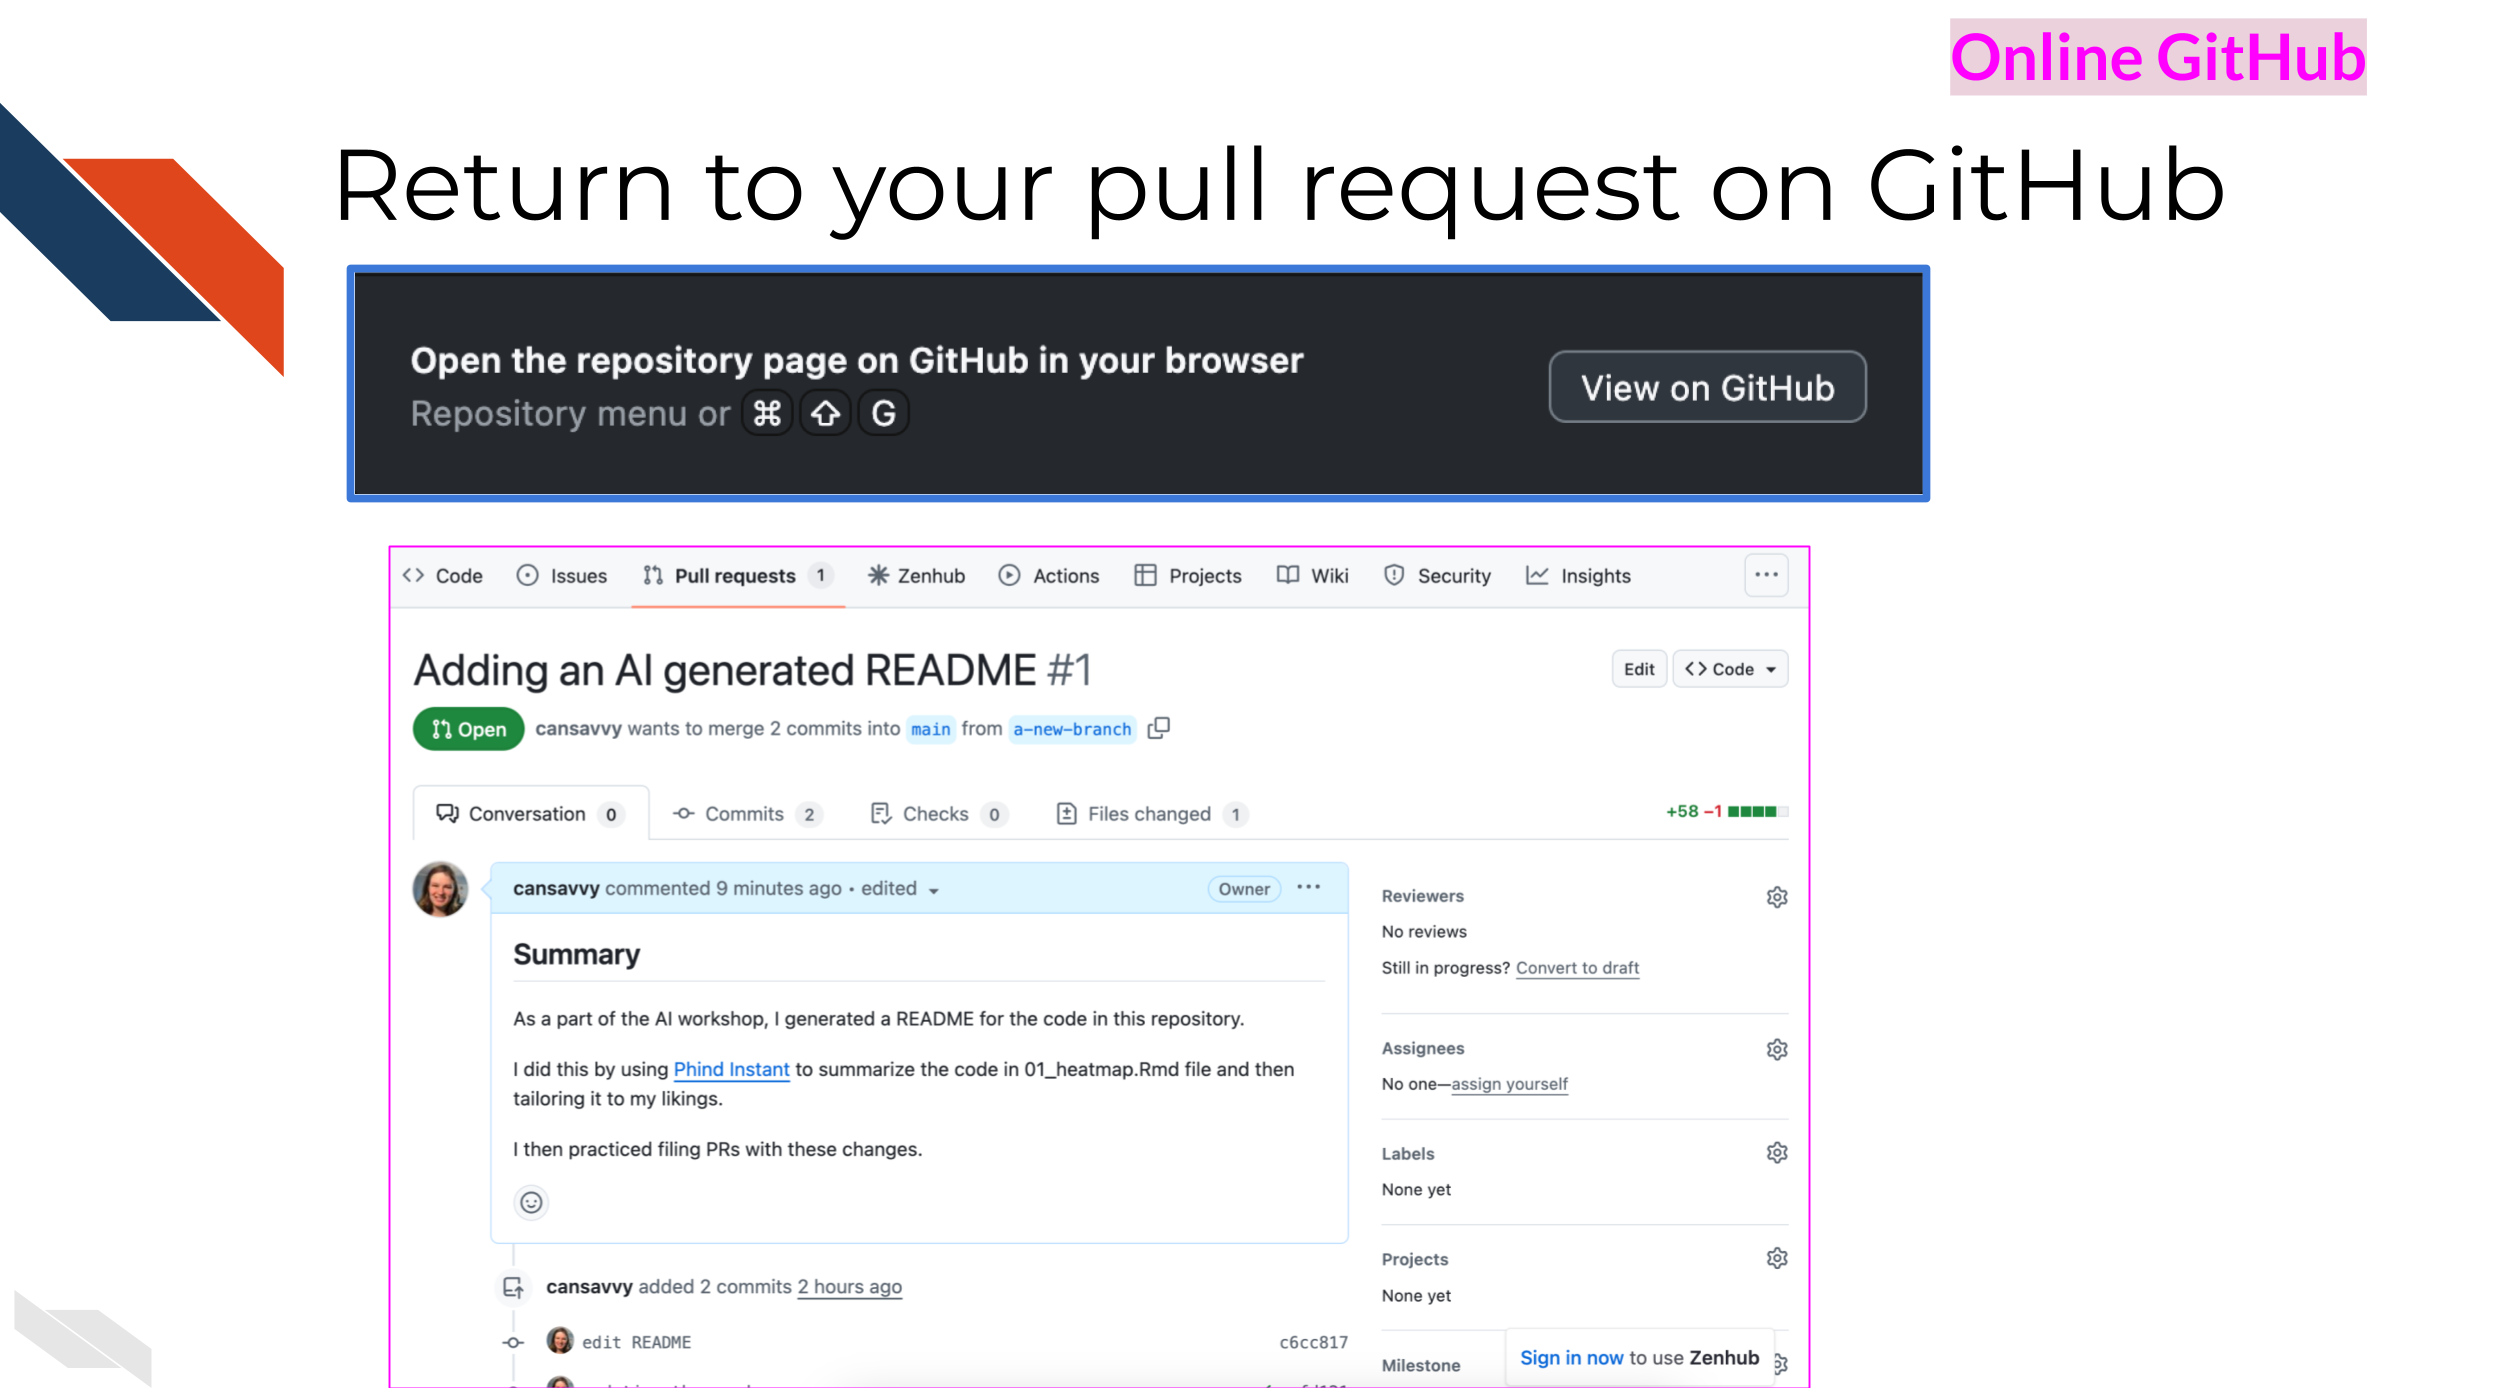 Online GitHub
Return to your pull request on GitHub
Open the repository page on GitHub in your browser
Repository menu or ⌘ ⇧ G
View on GitHub
Code Issues Pull requests 1 Zenhub Actions Projects Wiki Security Insights
Adding an AI generated README #1
Edit Code
Open cansavvy wants to merge 2 commits into main from a-new-branch
Conversation 0 Commits 2 Checks 0 Files changed 1
+58 −1
cansavvy commented 9 minutes ago • edited
Owner
Summary
As a part of the AI workshop, I generated a README for the code in this repository.
I did this by using Phind Instant to summarize the code in 01_heatmap.Rmd file and then
tailoring it to my likings.
I then practiced filing PRs with these changes.
cansavvy added 2 commits 2 hours ago
edit README c6cc817
Reviewers
No reviews
Still in progress? Convert to draft
Assignees
No one—assign yourself
Labels
None yet
Projects
None yet
Milestone
Sign in now to use Zenhub